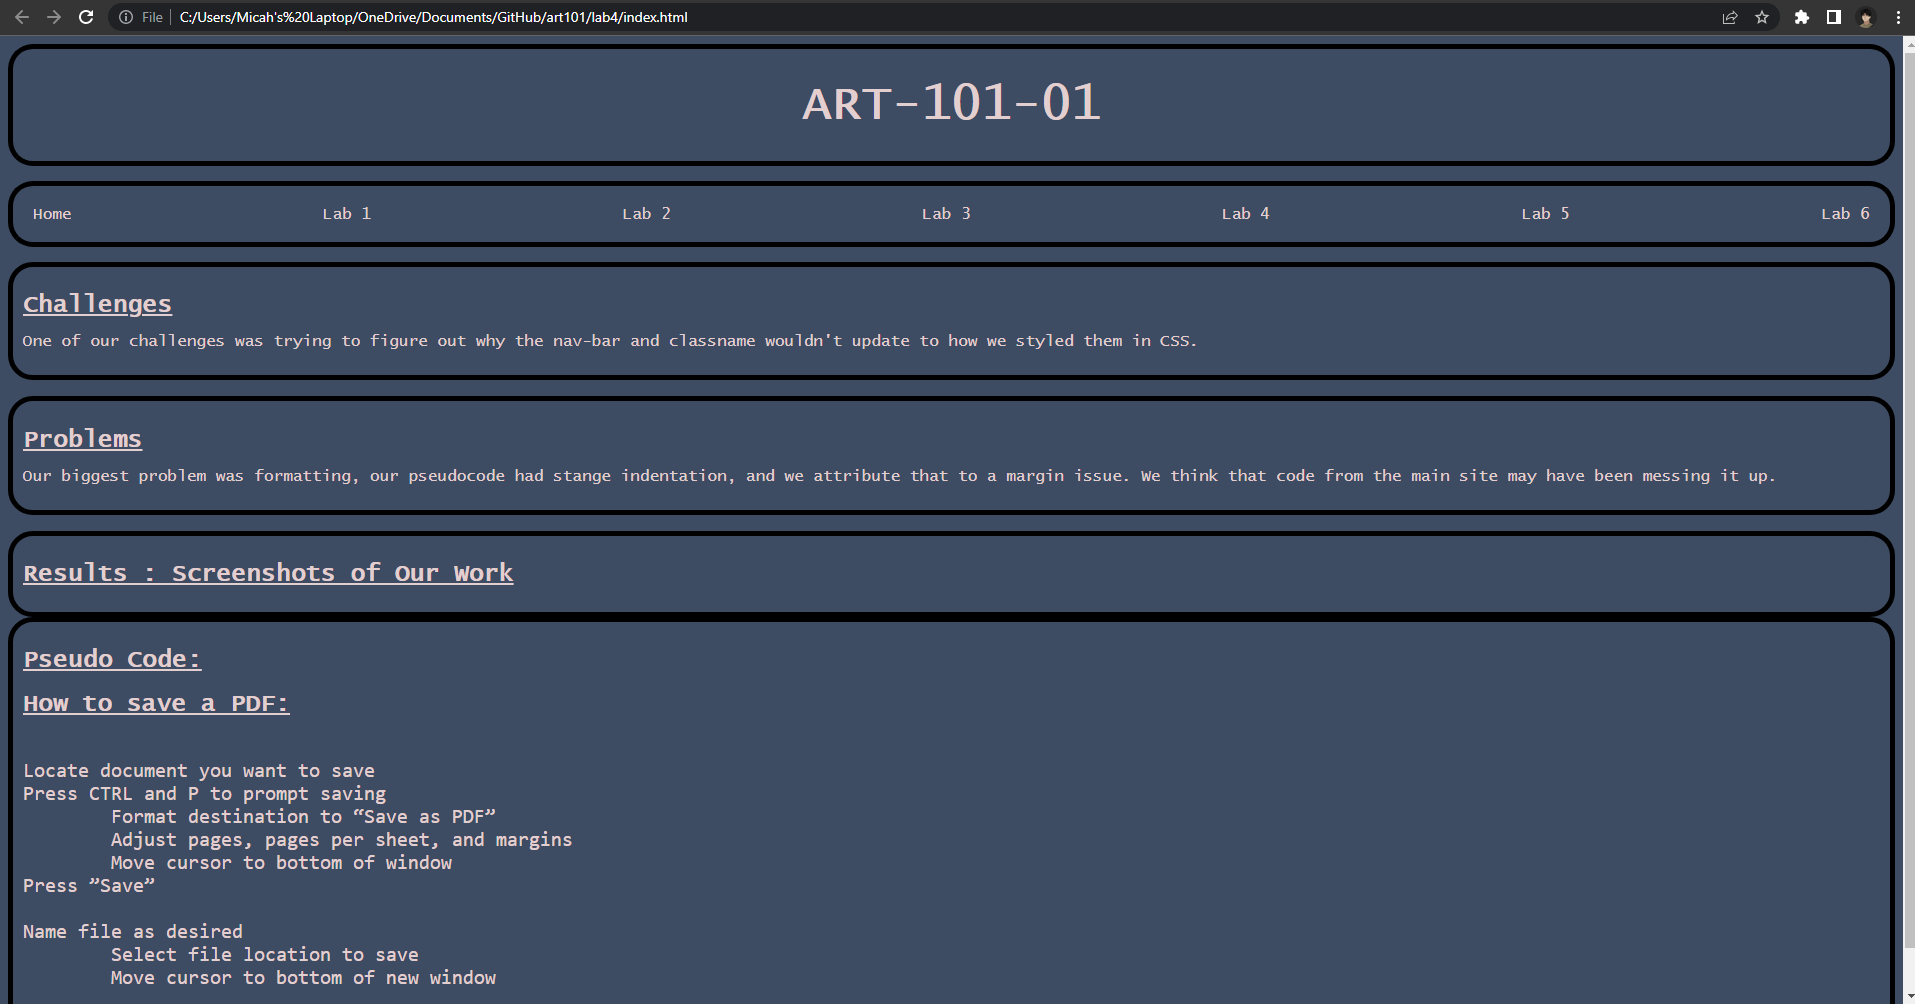 File C:/Users/Micah's%20Laptop/OneDrive/Documents/GitHub/art101/lab4/index.html
ART-101-01
Home Lab 1 Lab 2 Lab 3 Lab 4 Lab 5 Lab 6
Challenges
One of our challenges was trying to figure out why the nav-bar and classname wouldn't update to how we styled them in CSS.
Problems
Our biggest problem was formatting, our pseudocode had stange indentation, and we attribute that to a margin issue. We think that code from the main site may have been messing it up.
Results : Screenshots of Our Work
Pseudo Code:
How to save a PDF:
Locate document you want to save
Press CTRL and P to prompt saving
Format destination to “Save as PDF”
Adjust pages, pages per sheet, and margins
Move cursor to bottom of window
Press ”Save”
Name file as desired
Select file location to save
Move cursor to bottom of new window